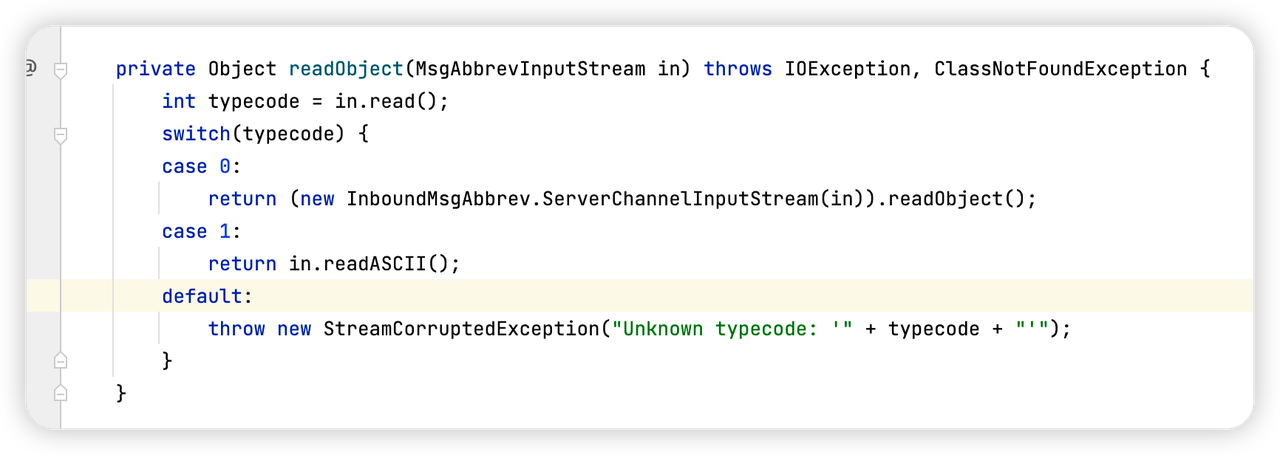 @ private Object readObject(MsgAbbrevInputStream in) throws IOException, ClassNotFoundException {
int typecode = in.read();
switch(typecode) {
case 0:
return (new InboundMsgAbbrev.ServerChannelInputStream(in)).readObject();
case 1:
return in.readASCII();
default:
throw new StreamCorruptedException("Unknown typecode: '" + typecode + "'");
}
}